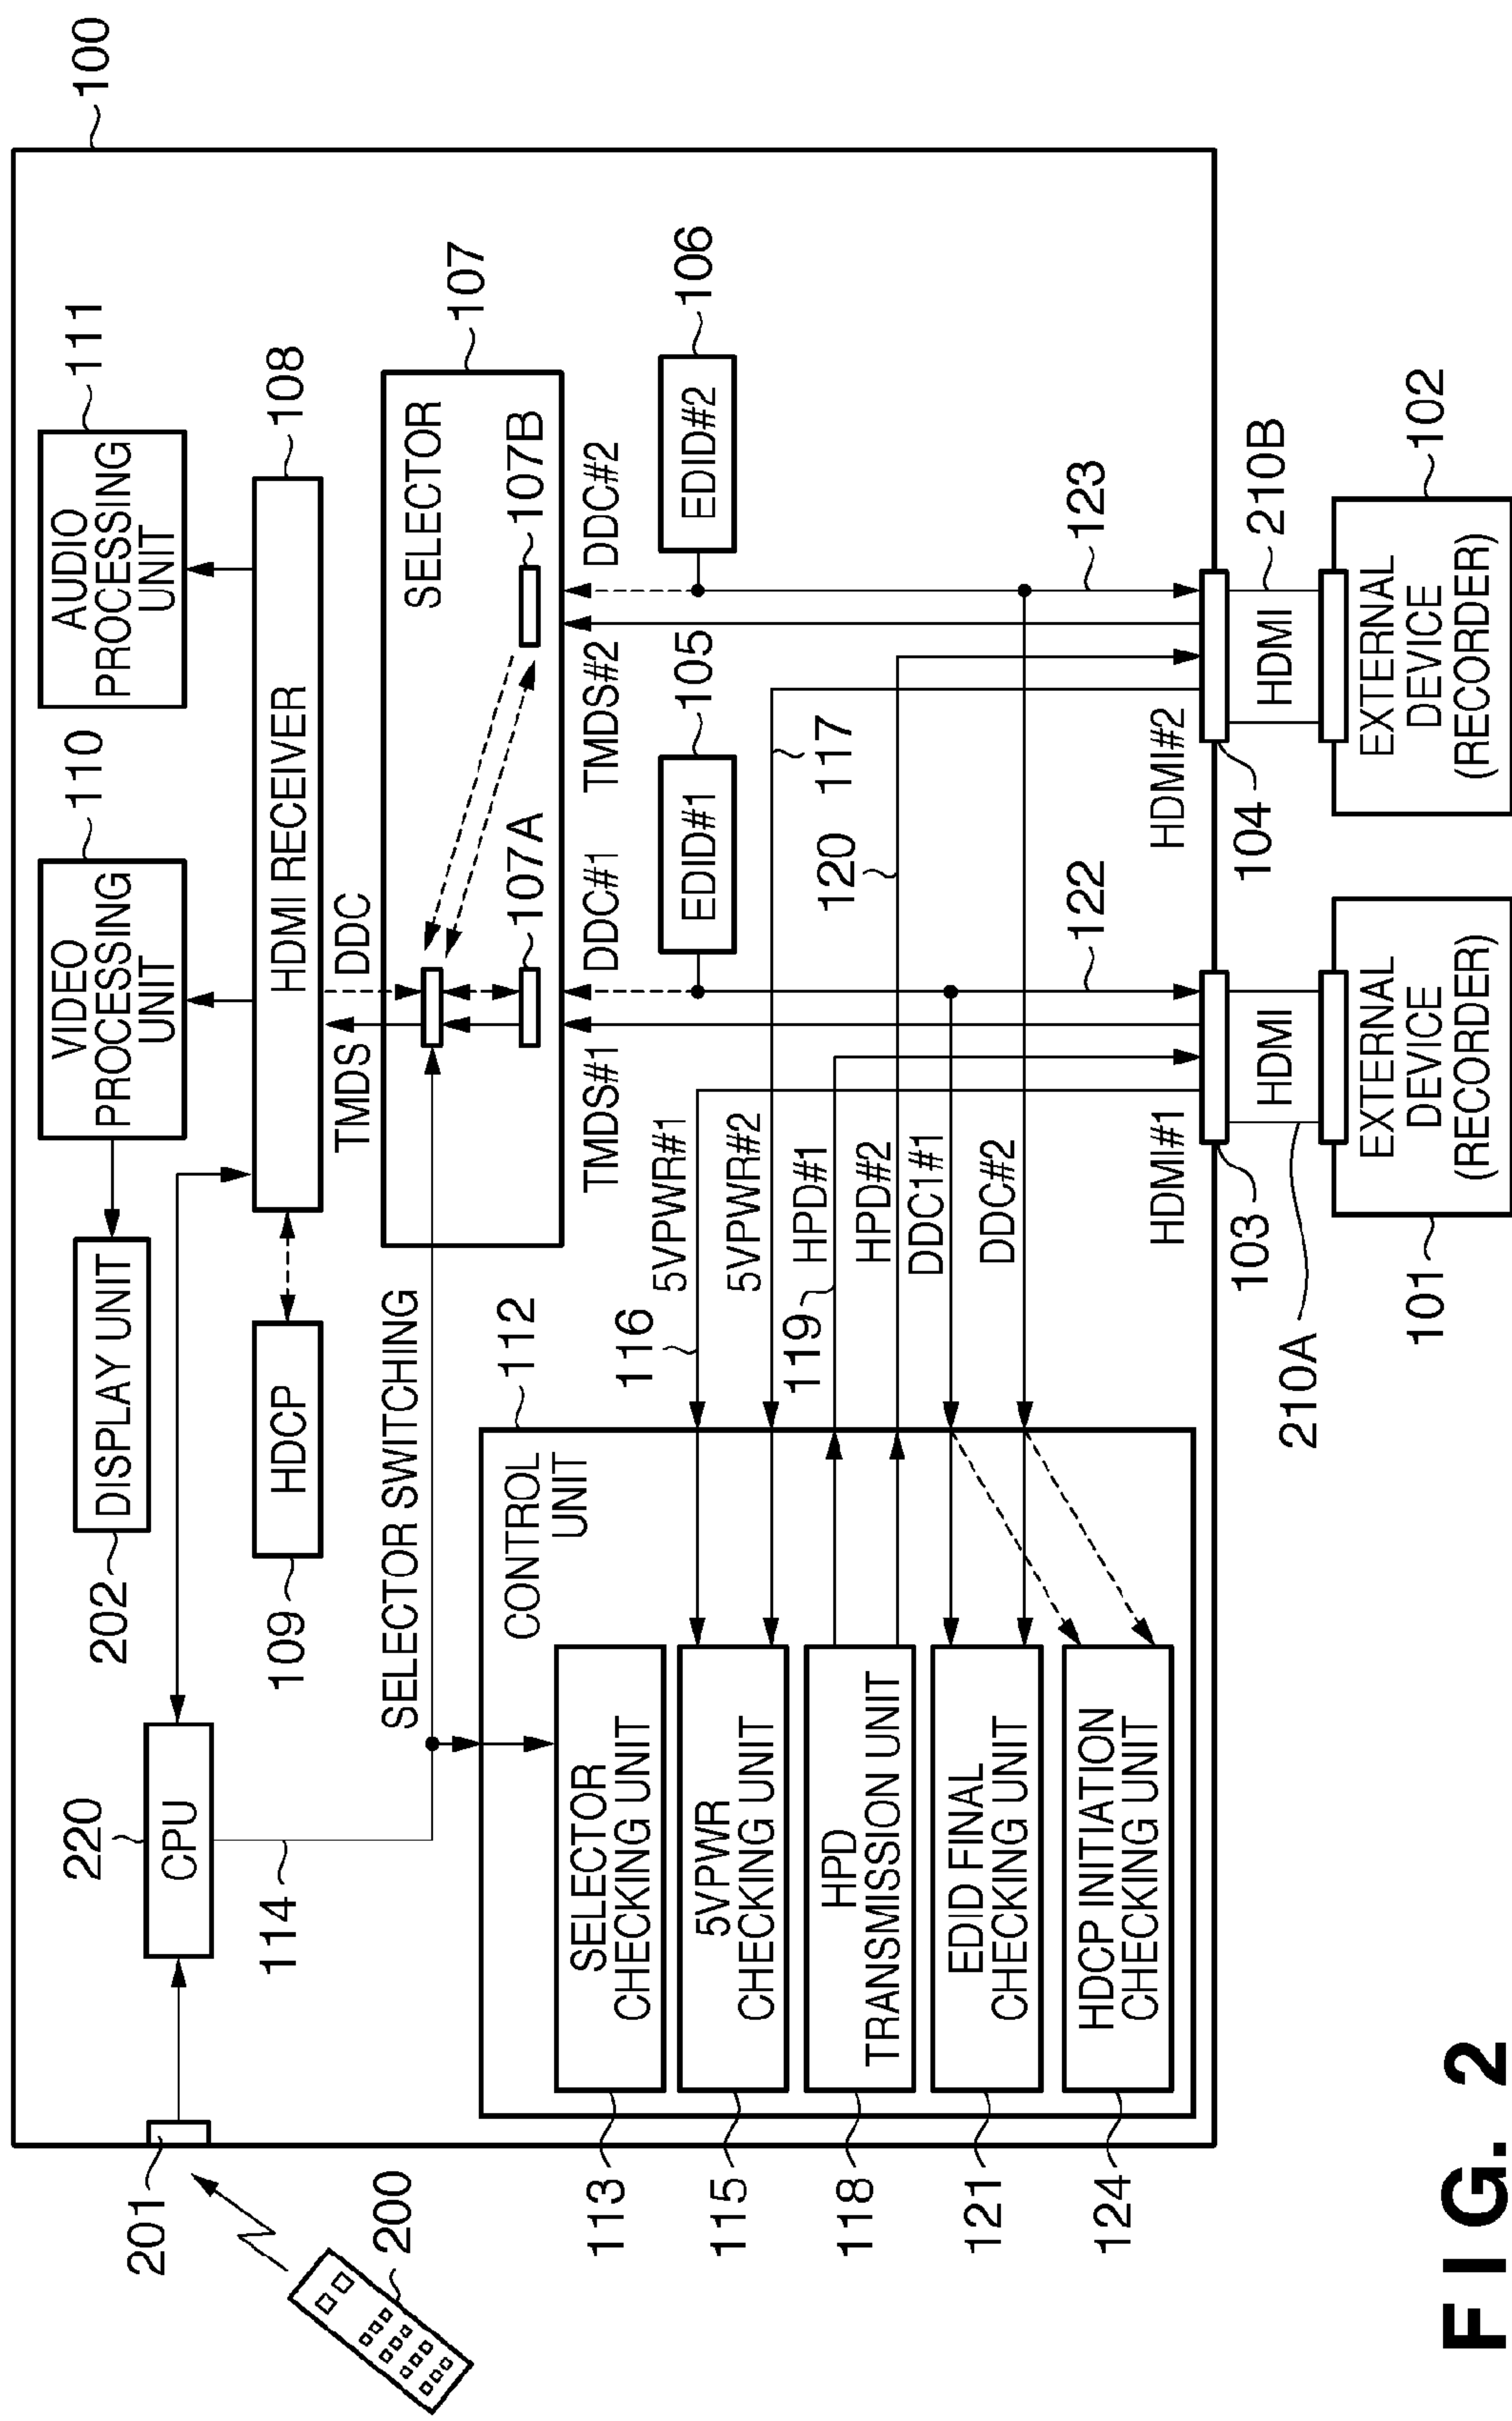 100
201
200
220
CPU
114
202
DISPLAY UNIT
110
VIDEO
PROCESSING
UNIT
111
AUDIO
PROCESSING
UNIT
109
HDCP
HDMI RECEIVER
108
TMDS
DDC
SELECTOR SWITCHING
SELECTOR
107
107A
107B
TMDS#1
DDC#1
TMDS#2
DDC#2
112
CONTROL
UNIT
113
SELECTOR
CHECKING UNIT
115
5VPWR
CHECKING UNIT
118
HPD
TRANSMISSION UNIT
121
EDID FINAL
CHECKING UNIT
124
HDCP INITIATION
CHECKING UNIT
116
5VPWR#1
5VPWR#2
117
119
HPD#1
HPD#2
120
DDC1#1
DDC#2
EDID#1
105
EDID#2
106
122
123
HDMI#1
103
HDMI#2
104
210A
HDMI
HDMI
210B
101
EXTERNAL
DEVICE
(RECORDER)
EXTERNAL
DEVICE
(RECORDER)
102
FIG. 2